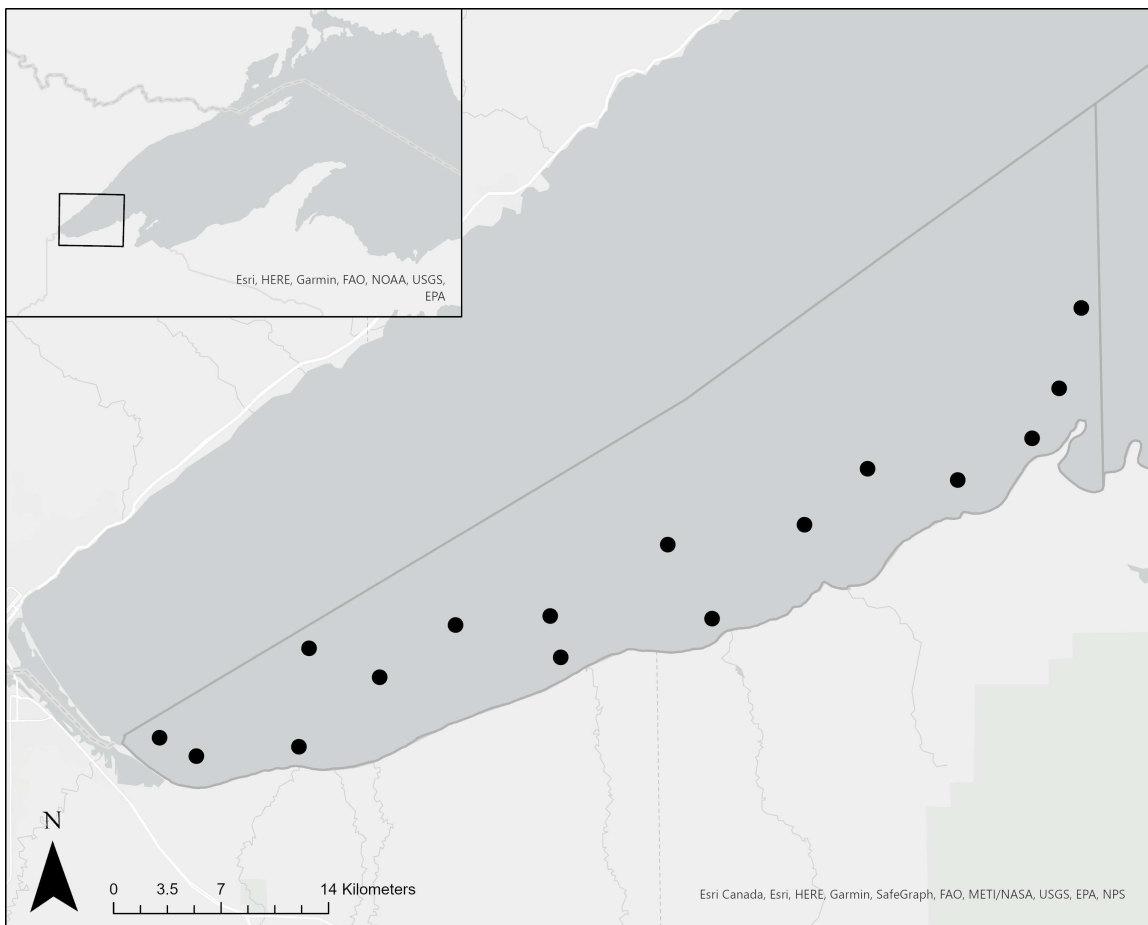 Esri, HERE, Garmin, FAO, NOAA, USGS,
EPA
N
0 3.5 7 14 Kilometers
Esri Canada, Esri, HERE, Garmin, SafeGraph, FAO, METI/NASA, USGS, EPA, NPS